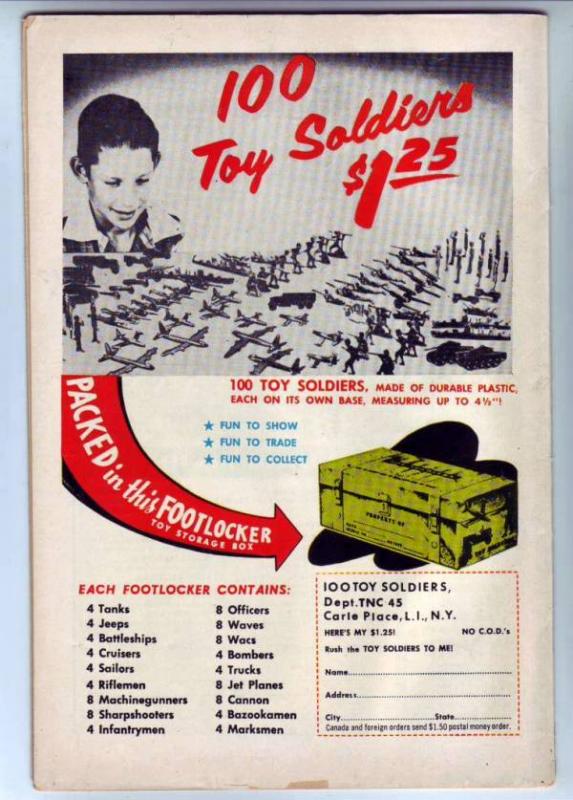 100
Toy Soldiers
$1.25
100 TOY SOLDIERS, MADE OF DURABLE PLASTIC,
EACH ON ITS OWN BASE, MEASURING UP TO 4½"!
PACKED in this FOOTLOCKER
TOY STORAGE BOX
★ FUN TO SHOW
★ FUN TO TRADE
★ FUN TO COLLECT
PROPERTY OF
EACH FOOTLOCKER CONTAINS:
4 Tanks
4 Jeeps
4 Battleships
4 Cruisers
4 Sailors
4 Riflemen
8 Machinegunners
8 Sharpshooters
4 Infantrymen
8 Officers
8 Waves
8 Wacs
4 Bombers
4 Trucks
8 Jet Planes
8 Cannon
4 Bazookamen
4 Marksmen
100 TOY SOLDIERS,
Dept. TNC 45
Carle Place, L.I., N.Y.
HERE'S MY $1.25! NO C.O.D.'s
Rush the TOY SOLDIERS TO ME!
Name
Address
City State
Canada and foreign orders send $1.50 postal money order.